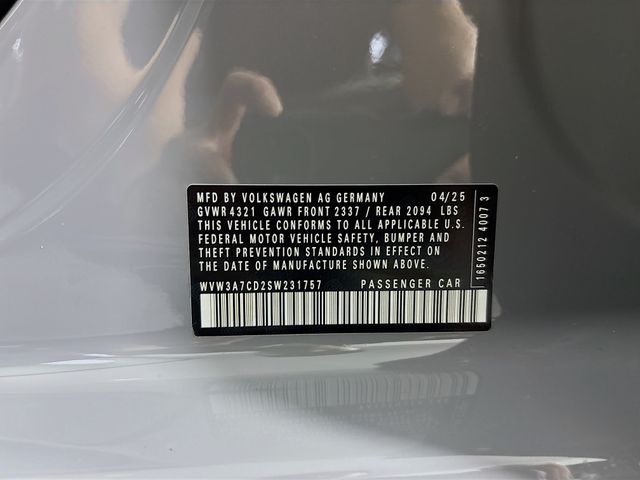 MFD BY VOLKSWAGEN AG GERMANY 04/25
GVWR 4321 GAWR FRONT 2337 / REAR 2094 LBS
THIS VEHICLE CONFORMS TO ALL APPLICABLE U.S.
FEDERAL MOTOR VEHICLE SAFETY, BUMPER AND
THEFT PREVENTION STANDARDS IN EFFECT ON
THE DATE OF MANUFACTURE SHOWN ABOVE.
WVW3A7CD2SW231757 PASSENGER CAR
1650212 4007 3